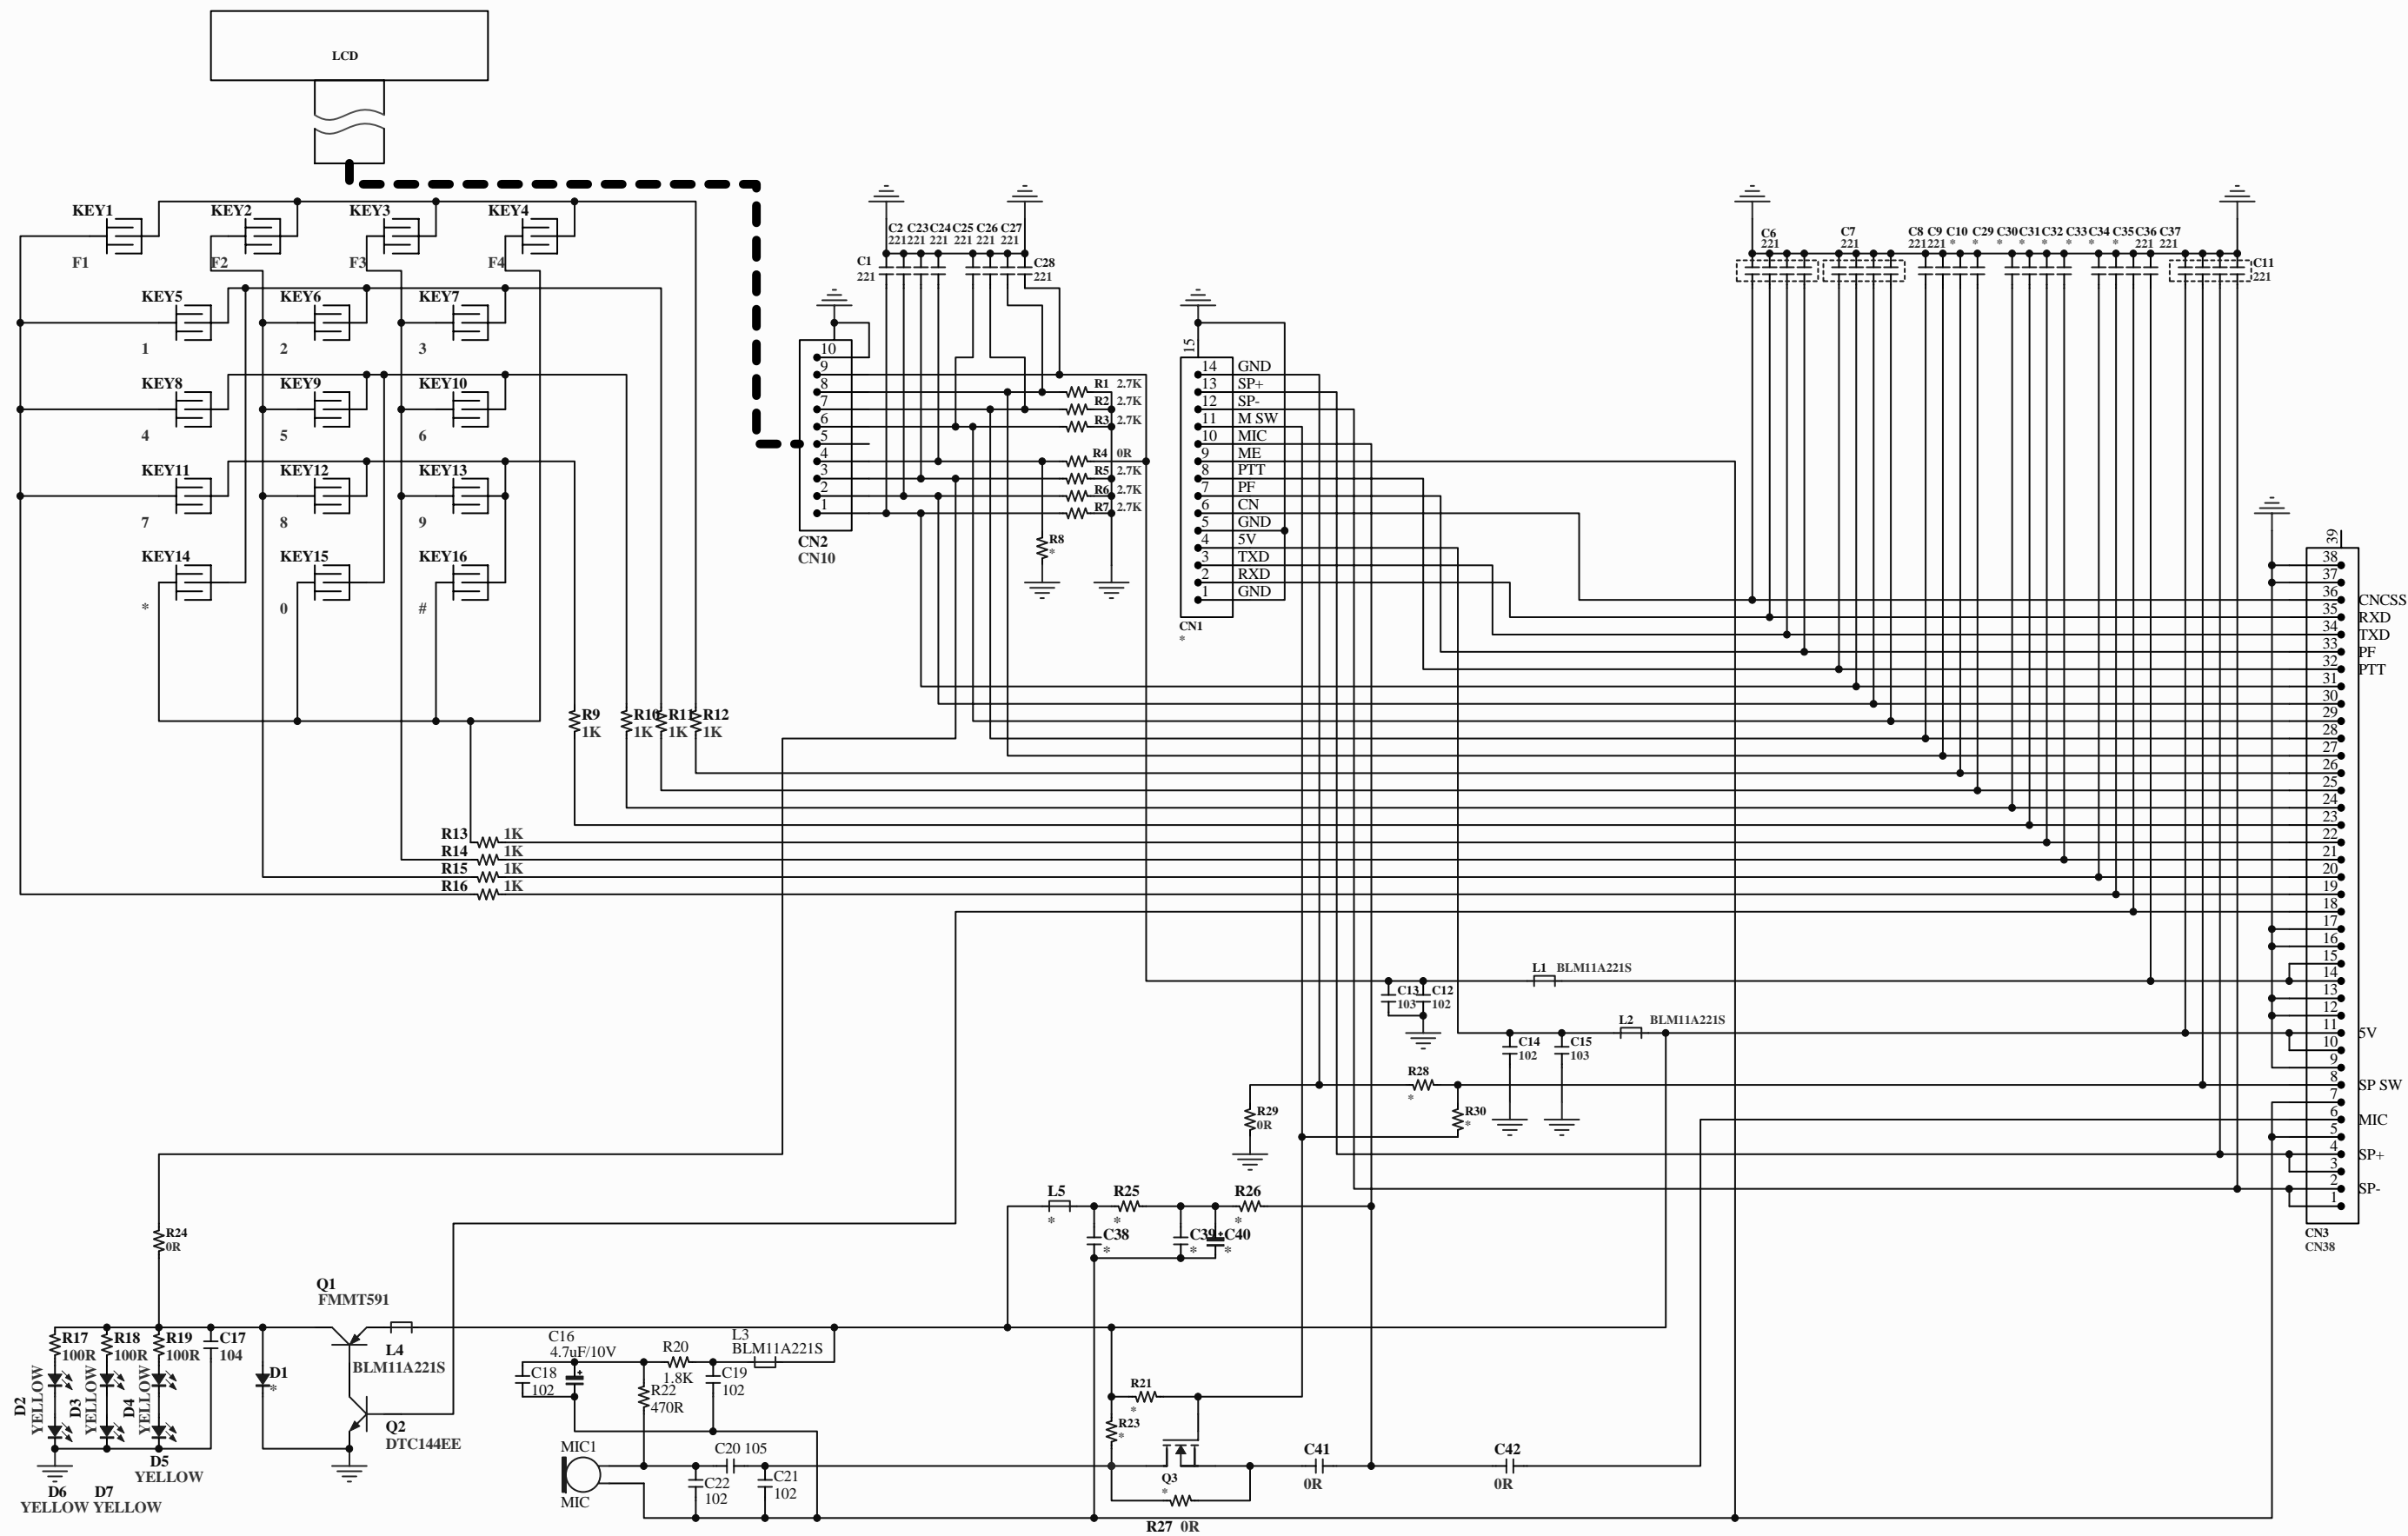 LCD
KEY1 KEY2 KEY3 KEY4
F1 F2 F3 F4
KEY5 KEY6 KEY7
1 2 3
KEY8 KEY9 KEY10
4 5 6
KEY11 KEY12 KEY13
7 8 9
KEY14 KEY15 KEY16
* 0 #
C2 C23 C24 C25 C26 C27
221 221 221 221 221 221
C1
221
C28
221
10
9
8
7
6
5
4
3
2
1
CN2
CN10
R1 2.7K
R2 2.7K
R3 2.7K
R4 0R
R5 2.7K
R6 2.7K
R7 2.7K
R8
*
15
14 GND
13 SP+
12 SP-
11 M SW
10 MIC
9 ME
8 PTT
7 PF
6 CN
5 GND
4 5V
3 TXD
2 RXD
1 GND
CN1
*
C6
221
C7
221
C8 C9 C10 C29 C30 C31 C32 C33 C34 C35 C36 C37
221 221 * * * * * * * * 221 221
C11
221
39
38
37
36 CNCSS
35 RXD
34 TXD
33 PF
32 PTT
31
30
29
28
27
26
25
24
23
22
21
20
19
18
17
16
15
14
13
12
11 5V
10
9
8 SP SW
7
6 MIC
5
4 SP+
3
2 SP-
1
CN3
CN38
R9 R10 R11 R12
1K 1K 1K 1K
R13 1K
R14 1K
R15 1K
R16 1K
L1 BLM11A221S
C13 C12
103 102
L2 BLM11A221S
C14 C15
102 103
R28
*
R29
0R
R30
*
L5 R25 R26
* * *
C38 C39 C40
* * *
+
R24
0R
Q1
FMMT591
R17 R18 R19 C17
100R 100R 100R 104
L4
BLM11A221S
D1
*
D2
YELLOW
D3
YELLOW
D4
YELLOW
D5
YELLOW
D6 D7
YELLOW YELLOW
Q2
DTC144EE
C16
4.7uF/10V
+
C18
102
R20
1.8K
L3
BLM11A221S
R22
470R
C19
102
MIC1
MIC
C20 105
C22
102
C21
102
R21
*
R23
*
Q3
*
R27 0R
C41
0R
C42
0R